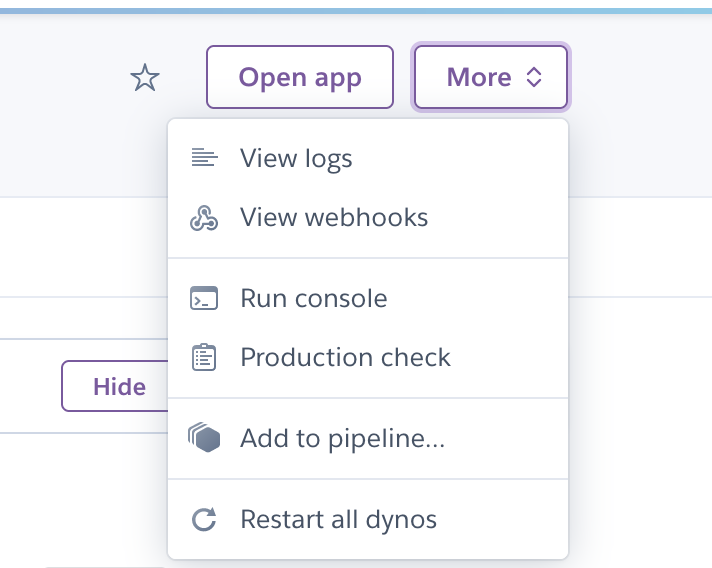 Open app
More
View logs
View webhooks
Run console
Production check
Hide
Add to pipeline...
Restart all dynos